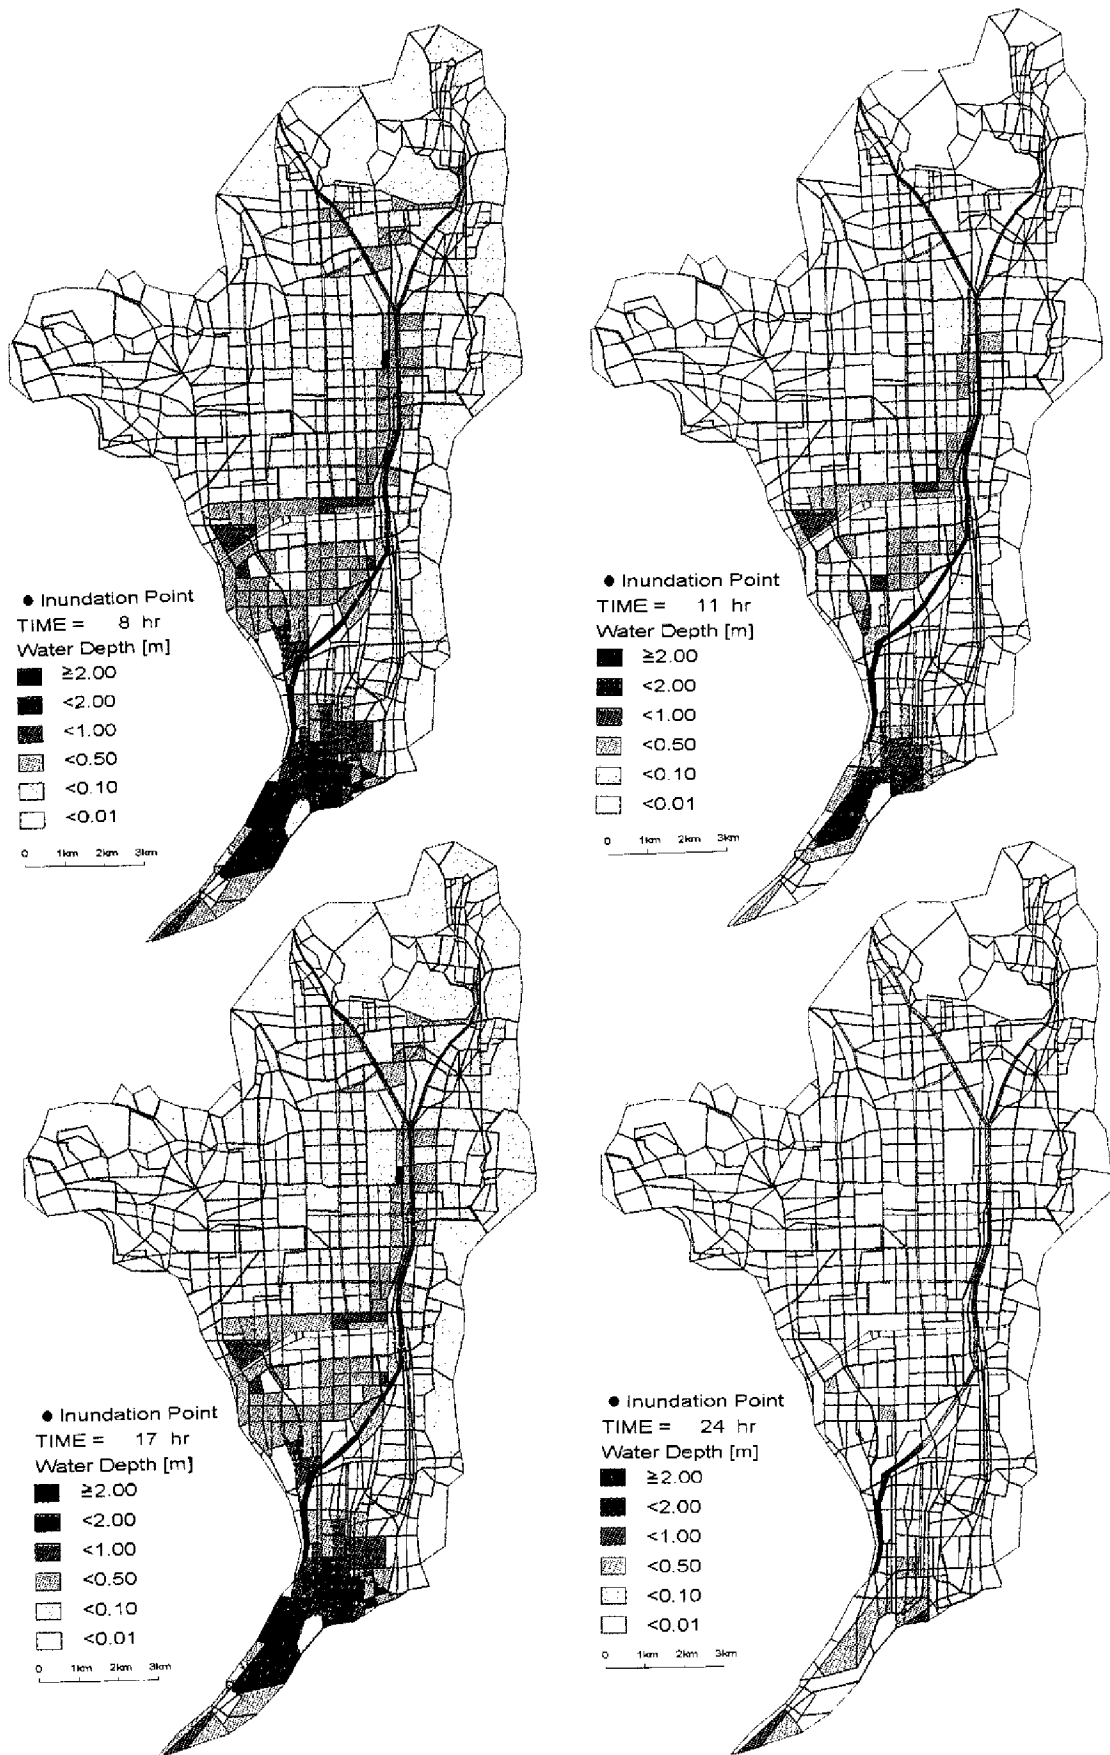 ● Inundation Point
TIME = 8 hr
Water Depth [m]
≥2.00
<2.00
<1.00
<0.50
<0.10
<0.01
0 1km 2km 3km
● Inundation Point
TIME = 11 hr
Water Depth [m]
≥2.00
<2.00
<1.00
<0.50
<0.10
<0.01
0 1km 2km 3km
● Inundation Point
TIME = 17 hr
Water Depth [m]
≥2.00
<2.00
<1.00
<0.50
<0.10
<0.01
0 1km 2km 3km
● Inundation Point
TIME = 24 hr
Water Depth [m]
≥2.00
<2.00
<1.00
<0.50
<0.10
<0.01
0 1km 2km 3km